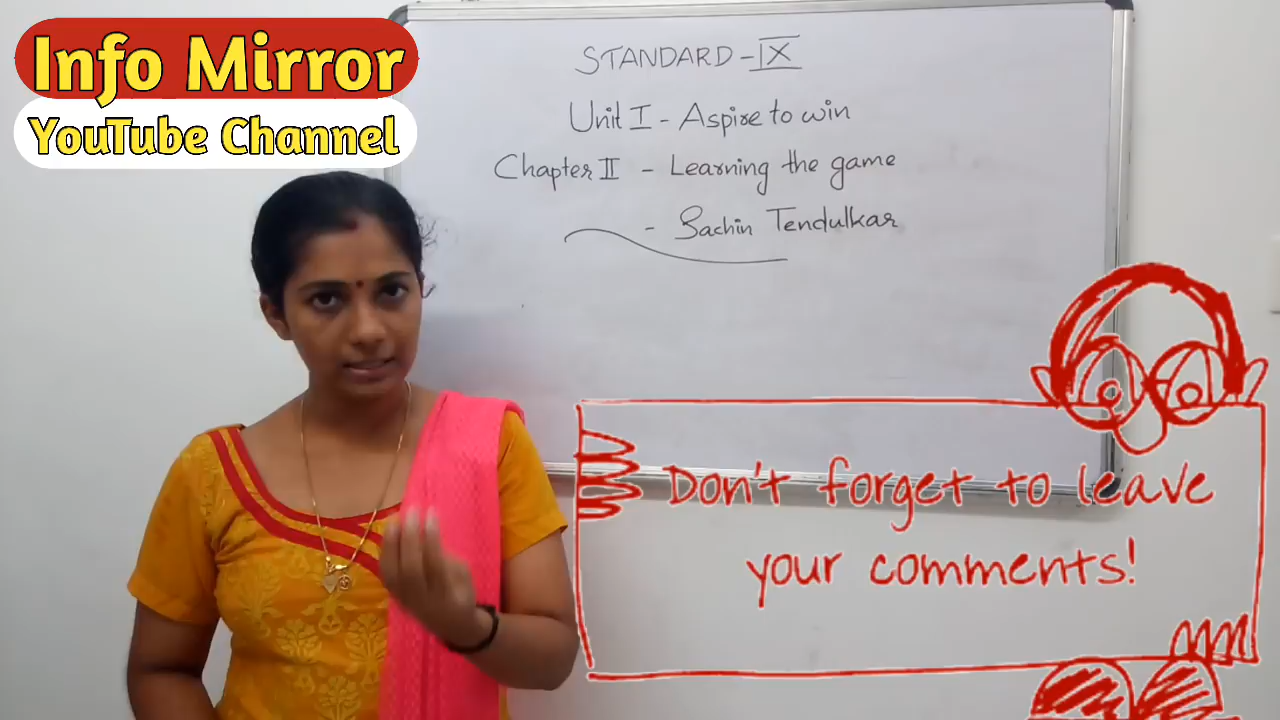 Info Mirror
YouTube Channel
STANDARD - IX
Unit I - Aspire to win
Chapter II - Learning the game
- Sachin Tendulkar
Don't forget to leave
your comments!